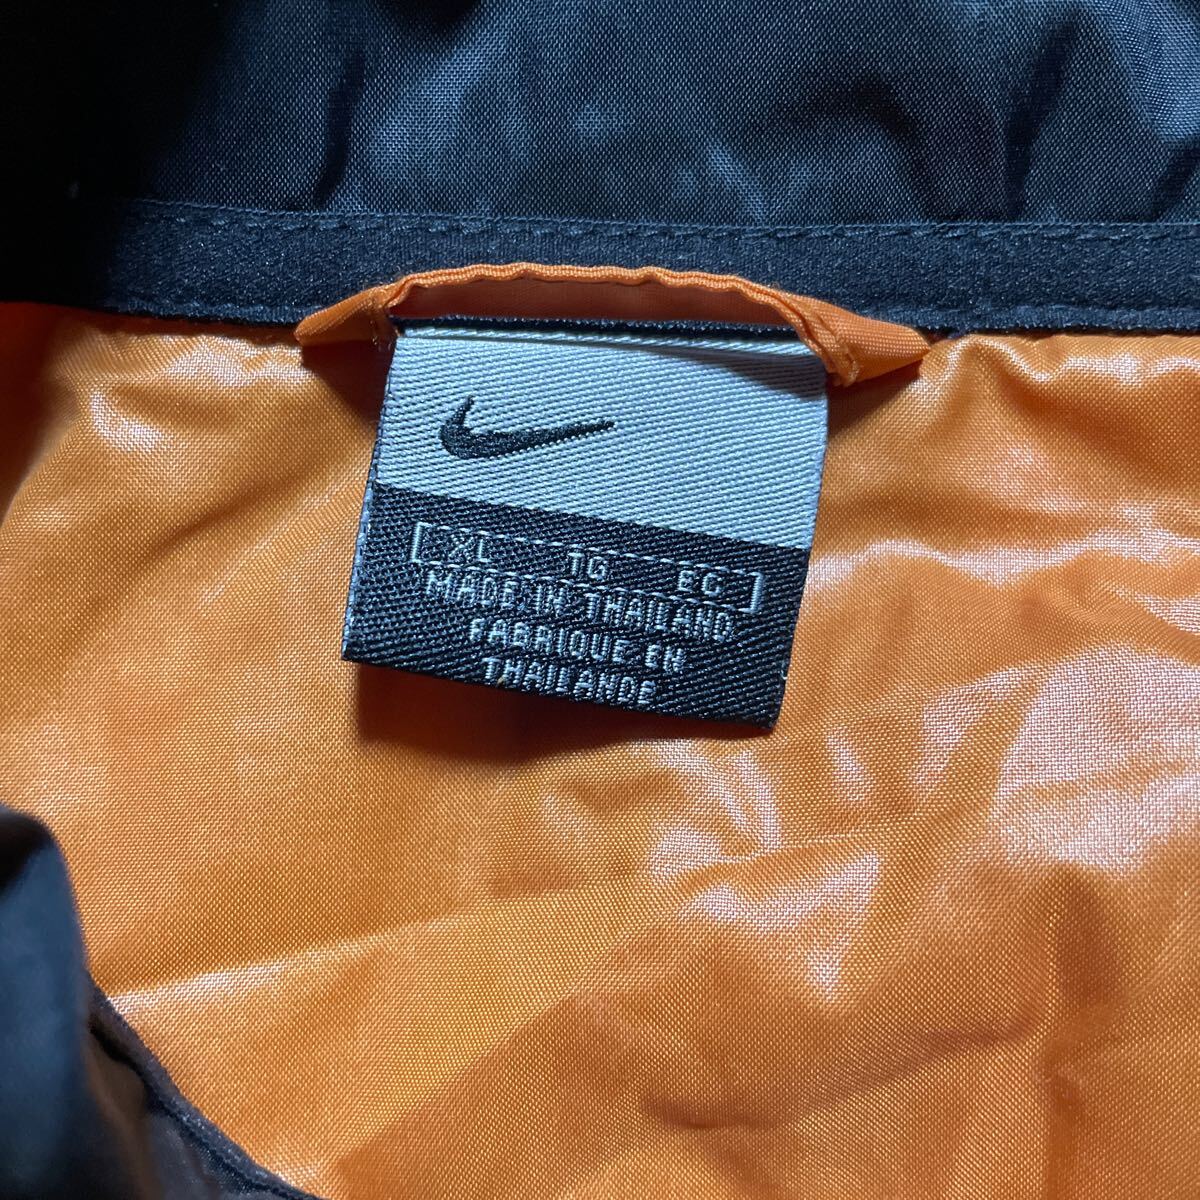 [XL TG EG]
MADE IN THAILAND
FABRIQUE EN
THAILANDE